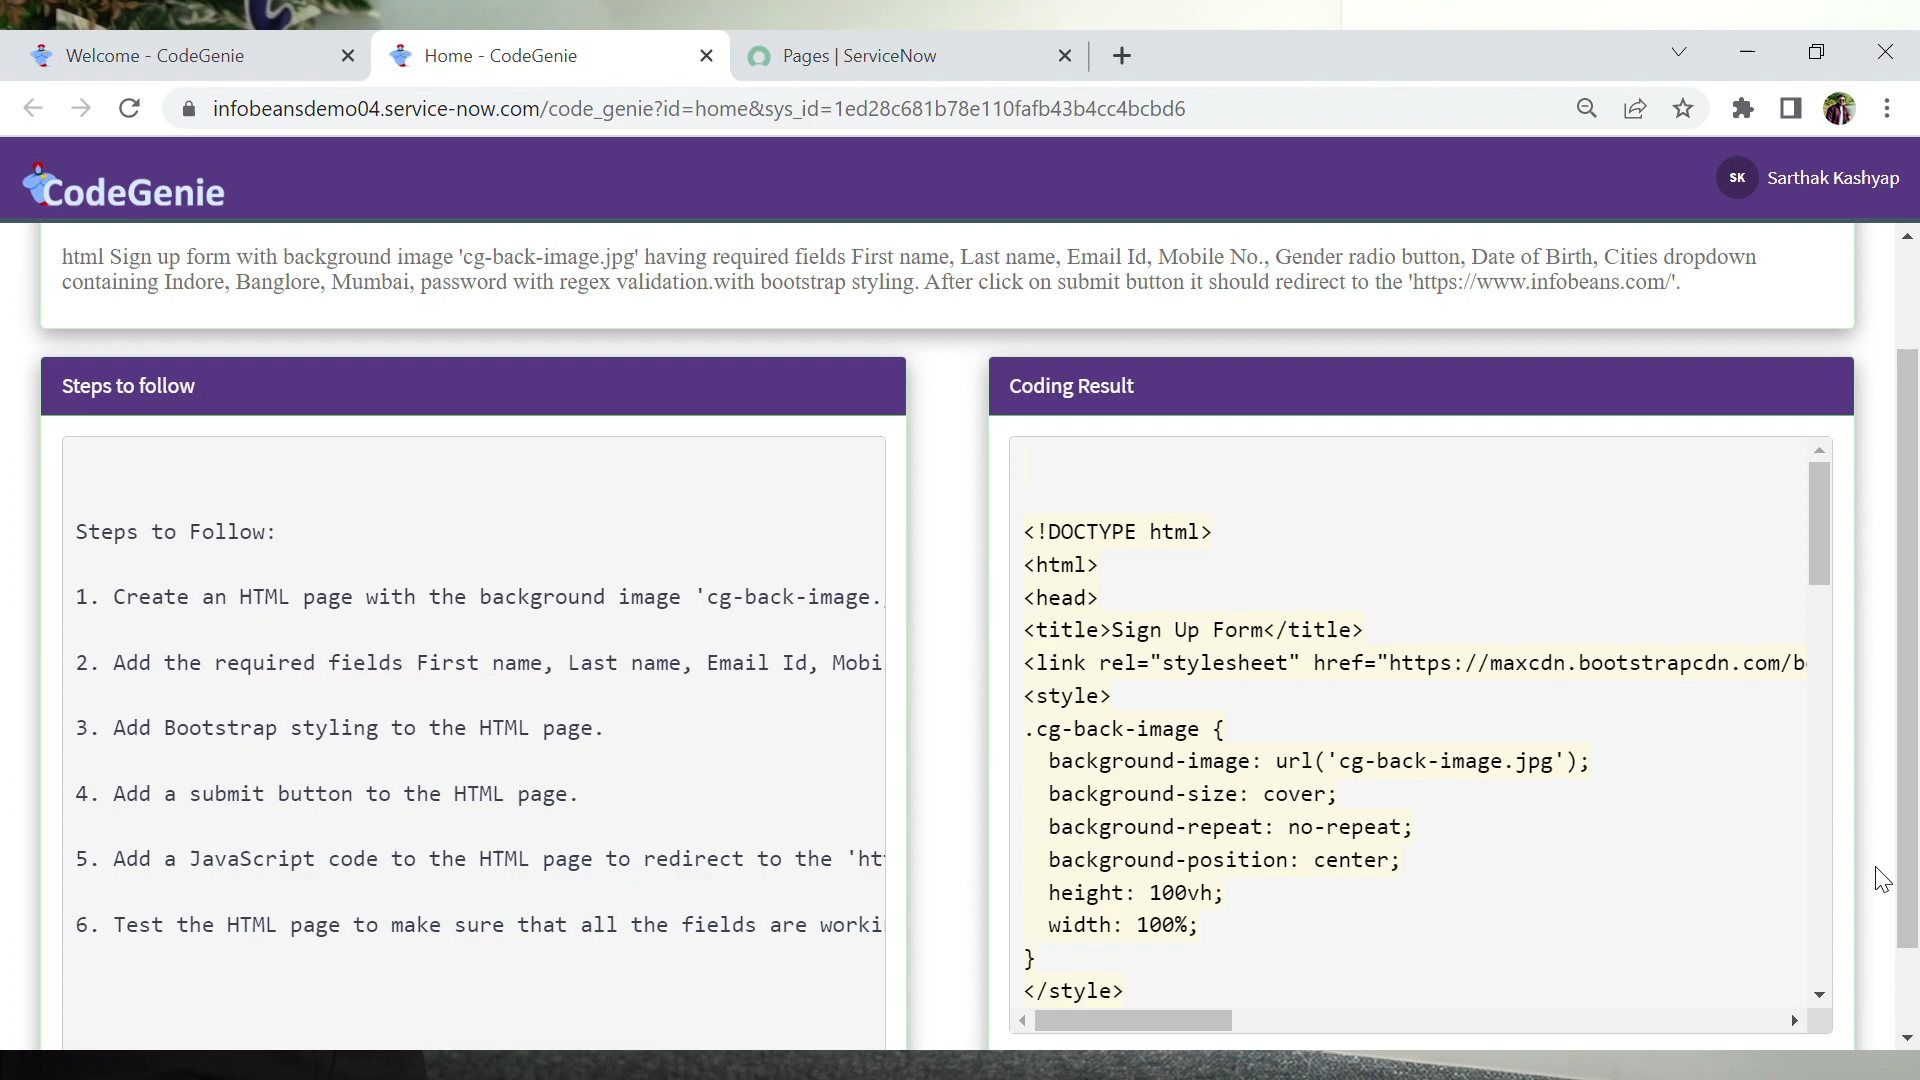 Welcome - CodeGenie
Home - CodeGenie
Pages | ServiceNow
infobeansdemo04.service-now.com/code_genie?id=home&sys_id=1ed28c681b78e110fafb43b4cc4bcbd6
CodeGenie
SK
Sarthak Kashyap
html Sign up form with background image 'cg-back-image.jpg' having required fields First name, Last name, Email Id, Mobile No., Gender radio button, Date of Birth, Cities dropdown
containing Indore, Banglore, Mumbai, password with regex validation.with bootstrap styling. After click on submit button it should redirect to the 'https://www.infobeans.com/'.
Steps to follow
Steps to Follow:
1. Create an HTML page with the background image 'cg-back-image.
2. Add the required fields First name, Last name, Email Id, Mobi
3. Add Bootstrap styling to the HTML page.
4. Add a submit button to the HTML page.
5. Add a JavaScript code to the HTML page to redirect to the 'ht
6. Test the HTML page to make sure that all the fields are worki
Coding Result
<!DOCTYPE html>
<html>
<head>
<title>Sign Up Form</title>
<link rel="stylesheet" href="https://maxcdn.bootstrapcdn.com/b
<style>
.cg-back-image {
background-image: url('cg-back-image.jpg');
background-size: cover;
background-repeat: no-repeat;
background-position: center;
height: 100vh;
width: 100%;
}
</style>